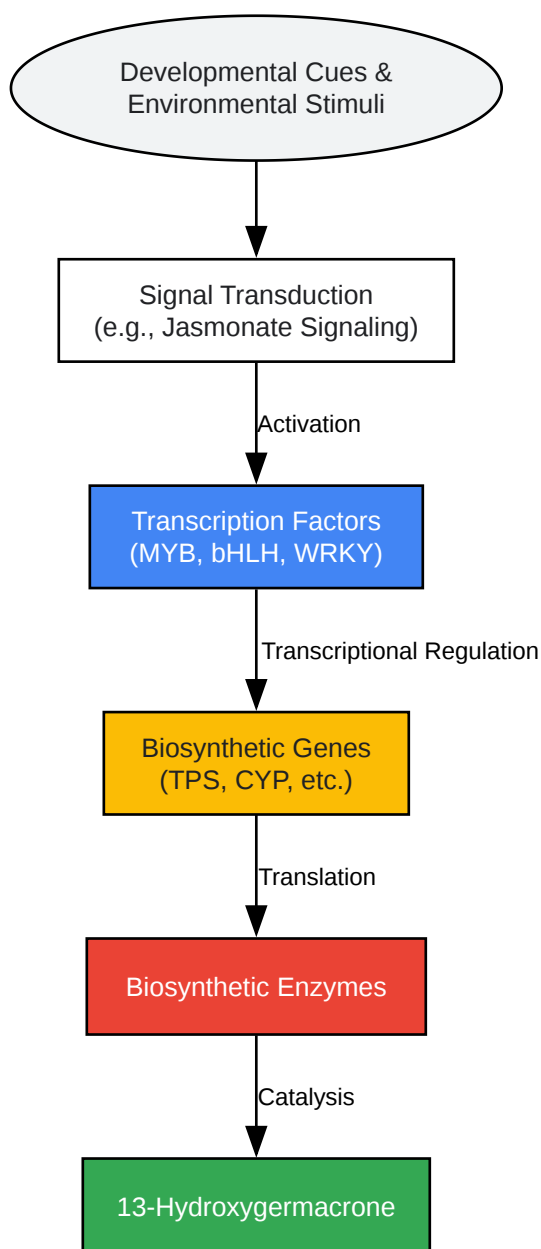 Developmental Cues &
Environmental Stimuli
Signal Transduction
(e.g., Jasmonate Signaling)
Activation
Transcription Factors
(MYB, bHLH, WRKY)
Transcriptional Regulation
Biosynthetic Genes
(TPS, CYP, etc.)
Translation
Biosynthetic Enzymes
Catalysis
13-Hydroxygermacrone